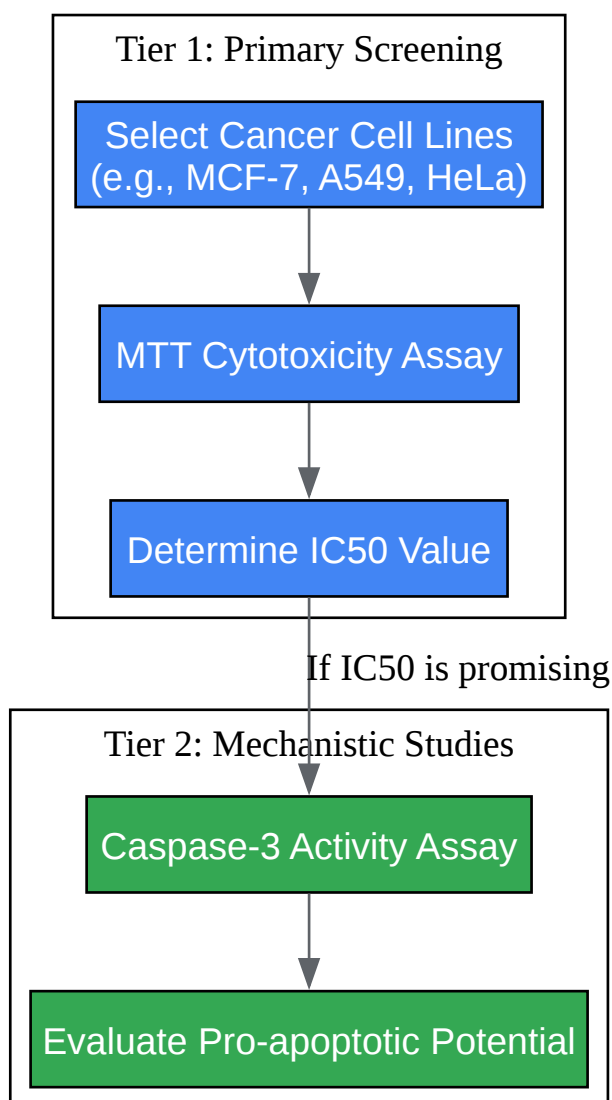 Tier 1: Primary Screening
Select Cancer Cell Lines
(e.g., MCF-7, A549, HeLa)
MTT Cytotoxicity Assay
Determine IC50 Value
If IC50 is promising
Tier 2: Mechanistic Studies
Caspase-3 Activity Assay
Evaluate Pro-apoptotic Potential